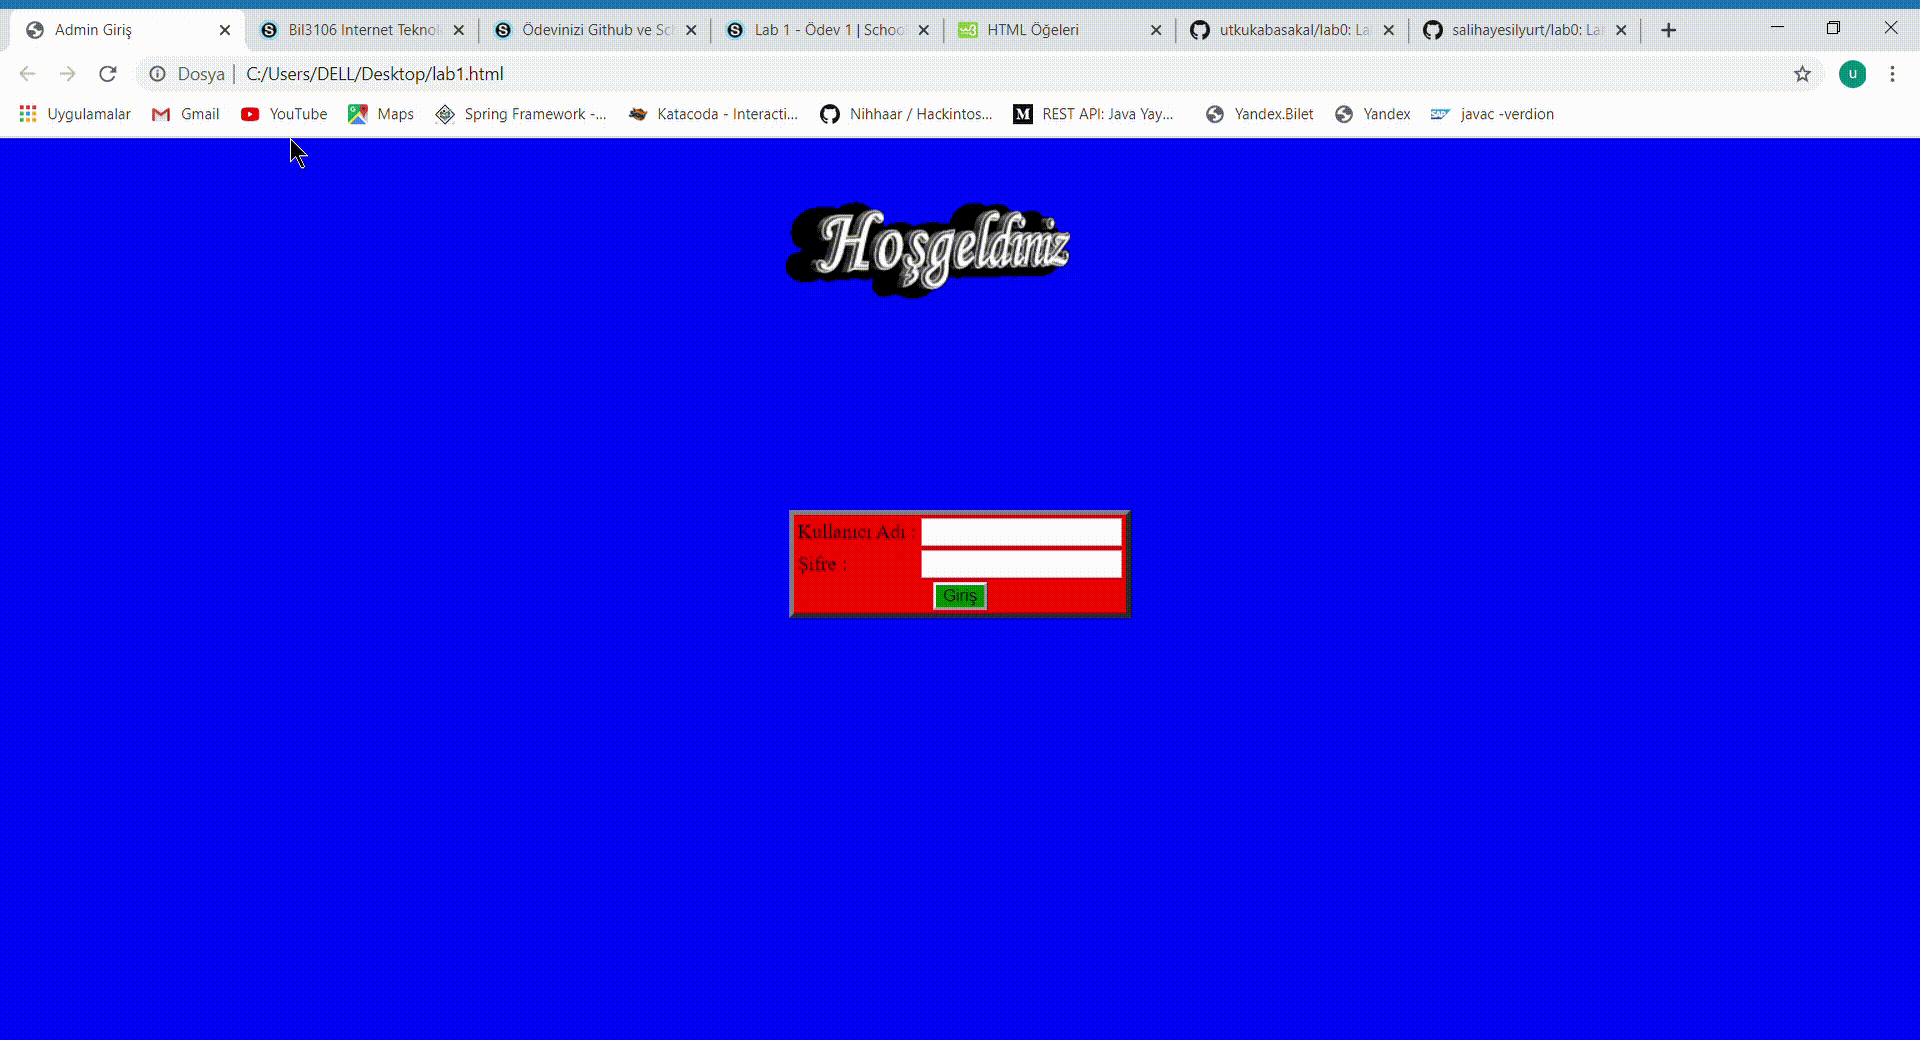 Admin Giriş
Bil3106 Internet Teknol
Ödevinizi Github ve Sc
Lab 1 - Ödev 1 | Schoo
HTML Öğeleri
utkukabasakal/lab0: La
salihayesilyurt/lab0: La
Dosya | C:/Users/DELL/Desktop/lab1.html
u
Uygulamalar
Gmail
YouTube
Maps
Spring Framework -...
Katacoda - Interacti...
Nihhaar / Hackintos...
REST API: Java Yay...
Yandex.Bilet
Yandex
javac -verdion
Hoşgeldiniz
Kullanıcı Adı :
Şifre :
Giriş